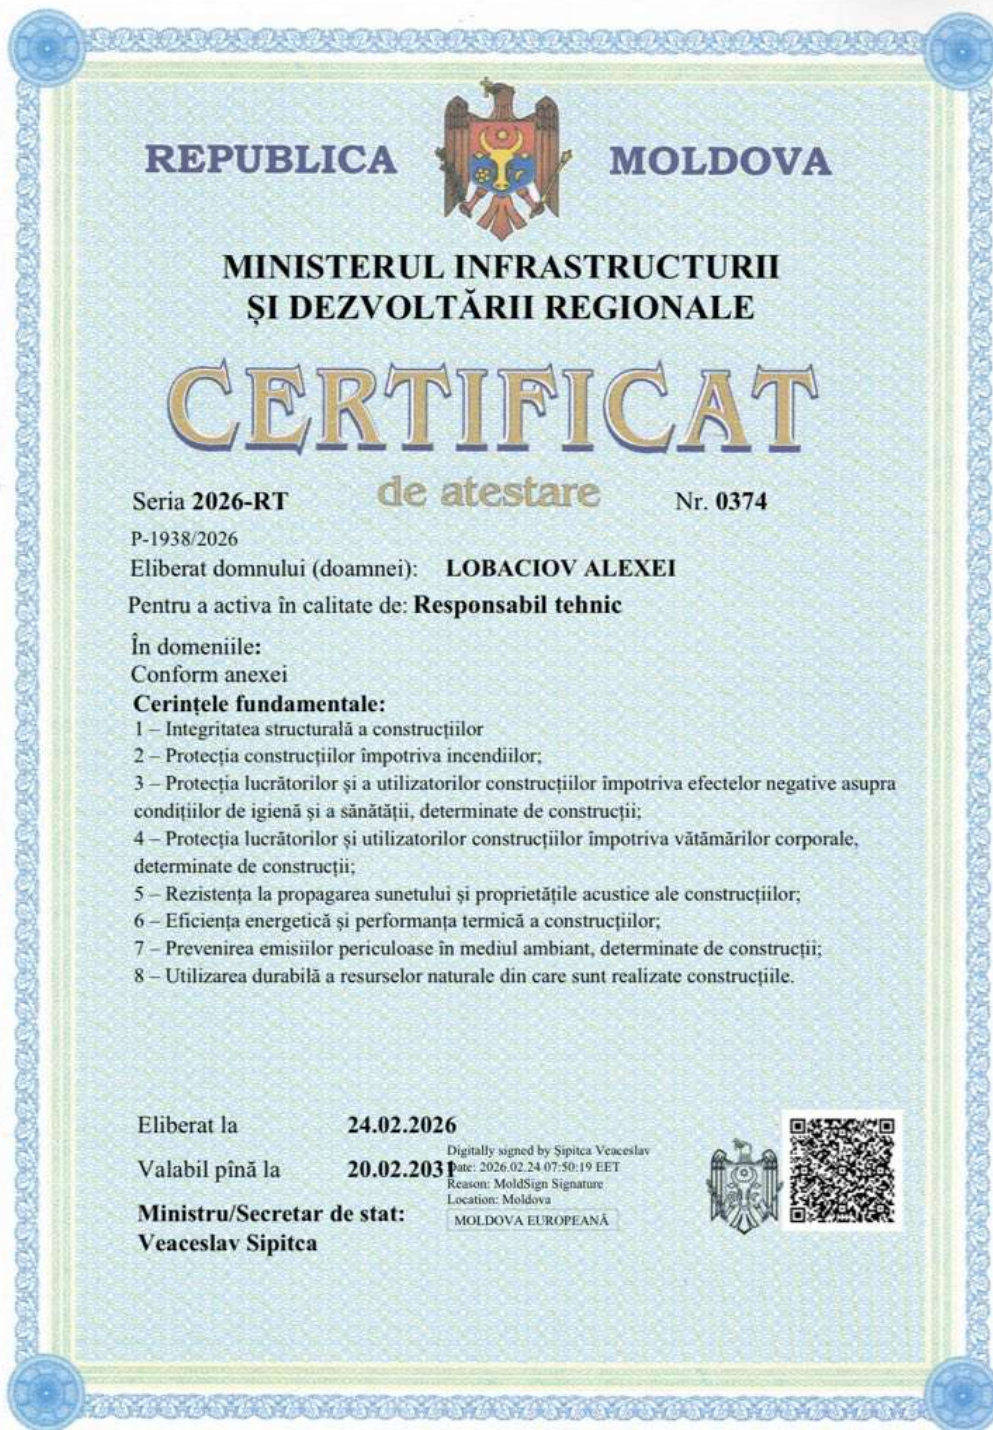 REPUBLICA MOLDOVA
MINISTERUL INFRASTRUCTURII
ȘI DEZVOLTĂRII REGIONALE
CERTIFICAT
de atestare
Seria 2026-RT Nr. 0374
P-1938/2026
Eliberat domnului (doamnei): LOBACIOV ALEXEI
Pentru a activa în calitate de: Responsabil tehnic
În domeniile:
Conform anexei
Cerințele fundamentale:
1 – Integritatea structurală a construcțiilor
2 – Protecția construcțiilor împotriva incendiilor;
3 – Protecția lucrătorilor și a utilizatorilor construcțiilor împotriva efectelor negative asupra
condițiilor de igienă și a sănătății, determinate de construcții;
4 – Protecția lucrătorilor și utilizatorilor construcțiilor împotriva vătămărilor corporale,
determinate de construcții;
5 – Rezistența la propagarea sunetului și proprietățile acustice ale construcțiilor;
6 – Eficiența energetică și performanța termică a construcțiilor;
7 – Prevenirea emisiilor periculoase în mediul ambiant, determinate de construcții;
8 – Utilizarea durabilă a resurselor naturale din care sunt realizate construcțiile.
Eliberat la 24.02.2026
Valabil pînă la 20.02.2031
Digitally signed by Șipitca Veaceslav
Date: 2026.02.24 07:50:19 EET
Reason: MoldSign Signature
Location: Moldova
MOLDOVA EUROPEANĂ
Ministru/Secretar de stat:
Veaceslav Sipitca